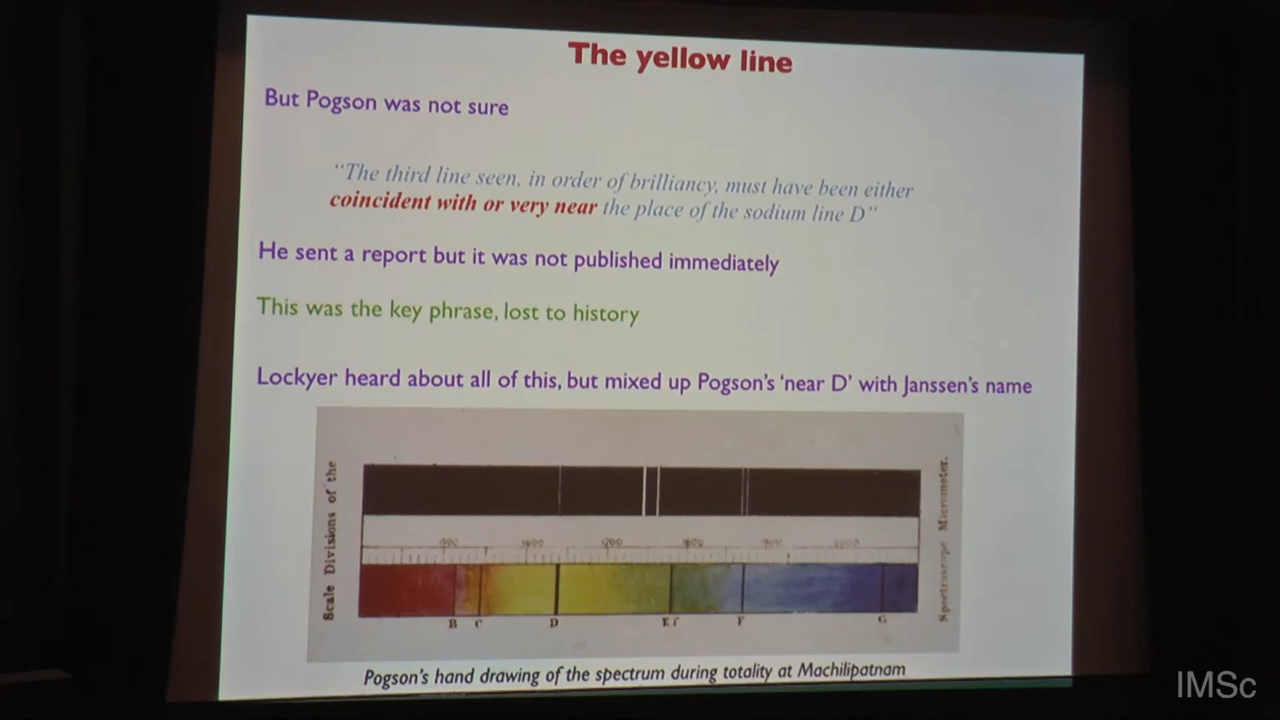 The yellow line
But Pogson was not sure
“The third line seen, in order of brilliancy, must have been either
coincident with or very near the place of the sodium line D”
He sent a report but it was not published immediately
This was the key phrase, lost to history
Lockyer heard about all of this, but mixed up Pogson’s ‘near D’ with Janssen’s name
Scale Divisions of the
Spectroscope Micrometer.
B C D F G
Pogson’s hand drawing of the spectrum during totality at Machilipatnam
IMSc